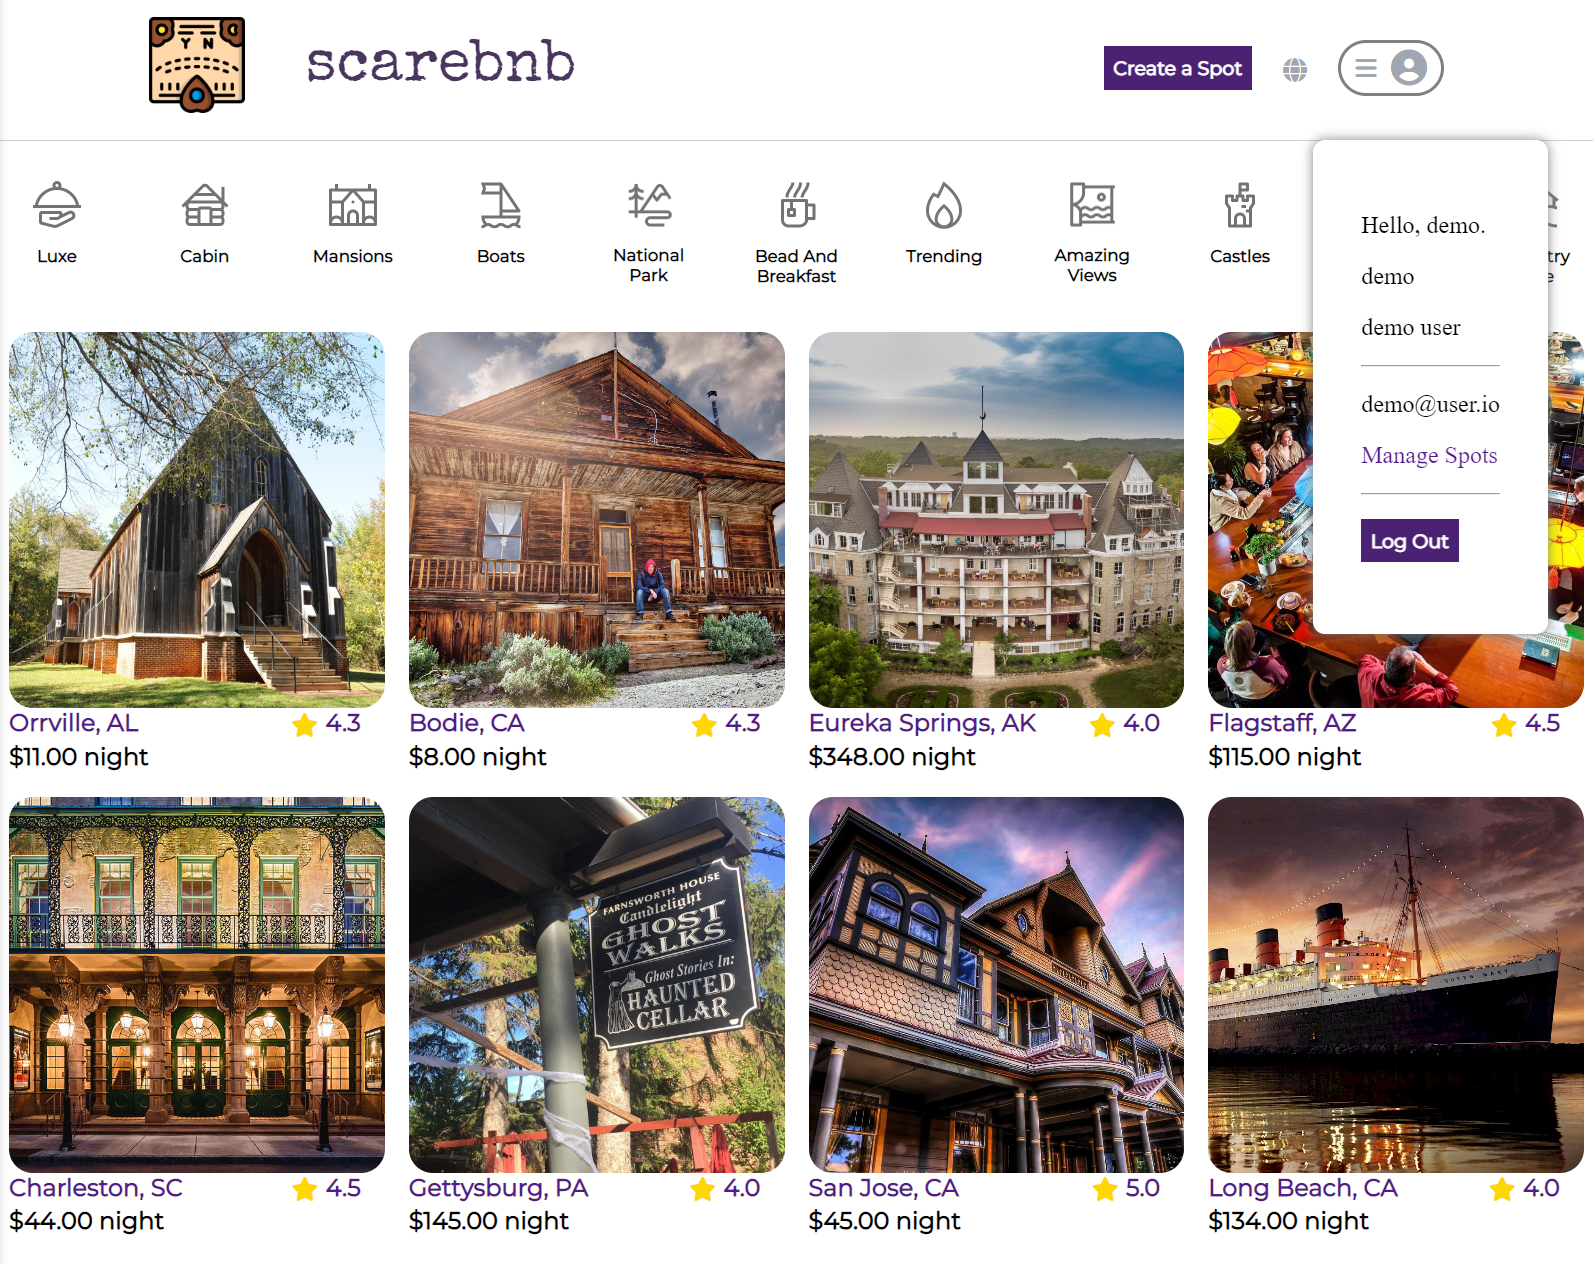 Y N
scarebnb
Create a Spot
Luxe
Cabin
Mansions
Boats
National
Park
Bead And
Breakfast
Trending
Amazing
Views
Castles
try
e
Hello, demo.
demo
demo user
demo@user.io
Manage Spots
Log Out
Orrville, AL
4.3
$11.00 night
Bodie, CA
4.3
$8.00 night
Eureka Springs, AK
4.0
$348.00 night
Flagstaff, AZ
4.5
$115.00 night
FARNSWORTH HOUSE
Candlelight
GHOST
WALKS
Ghost Stories In:
HAUNTED
CELLAR
QUEEN MARY
Charleston, SC
4.5
$44.00 night
Gettysburg, PA
4.0
$145.00 night
San Jose, CA
5.0
$45.00 night
Long Beach, CA
4.0
$134.00 night